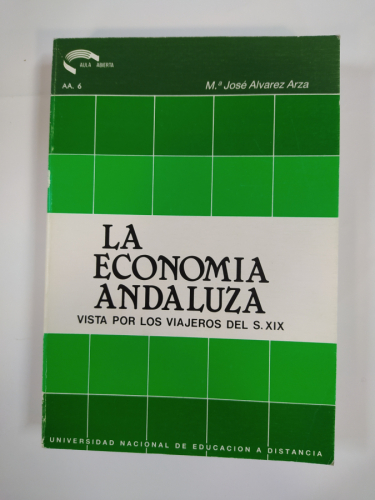 AULA ABIERTA
AA. 6
M.ª José Alvarez Arza
LA
ECONOMIA
ANDALUZA
VISTA POR LOS VIAJEROS DEL S. XIX
UNIVERSIDAD NACIONAL DE EDUCACION A DISTANCIA